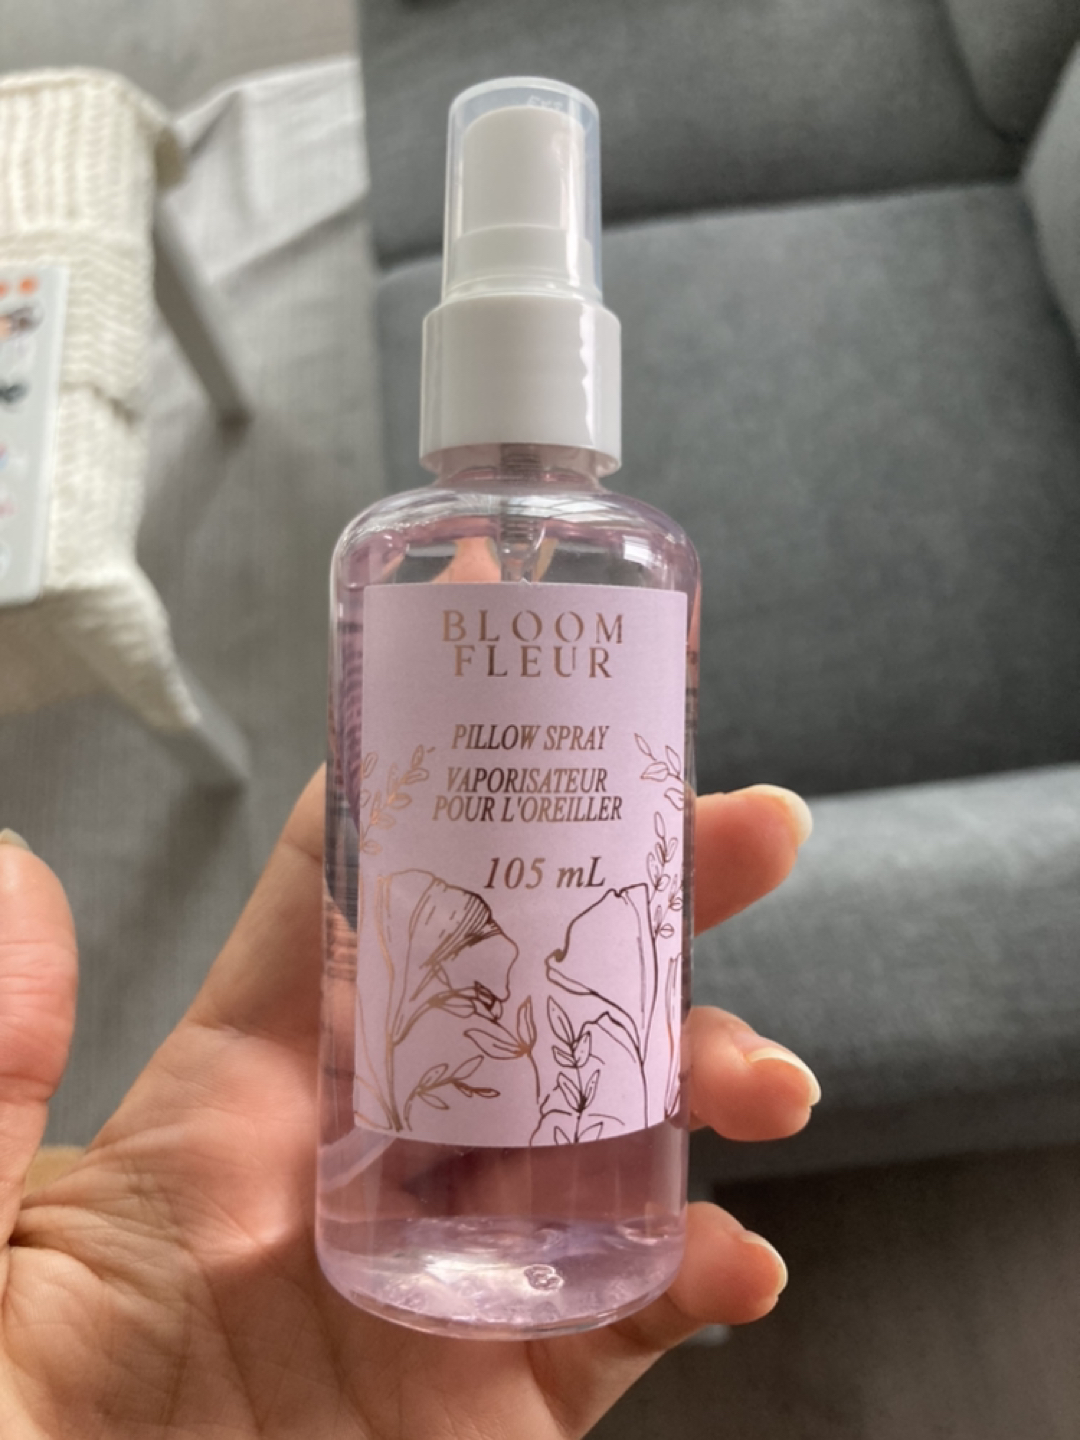 BLOOM
FLEUR
PILLOW SPRAY
VAPORISATEUR
POUR L'OREILLER
105 mL